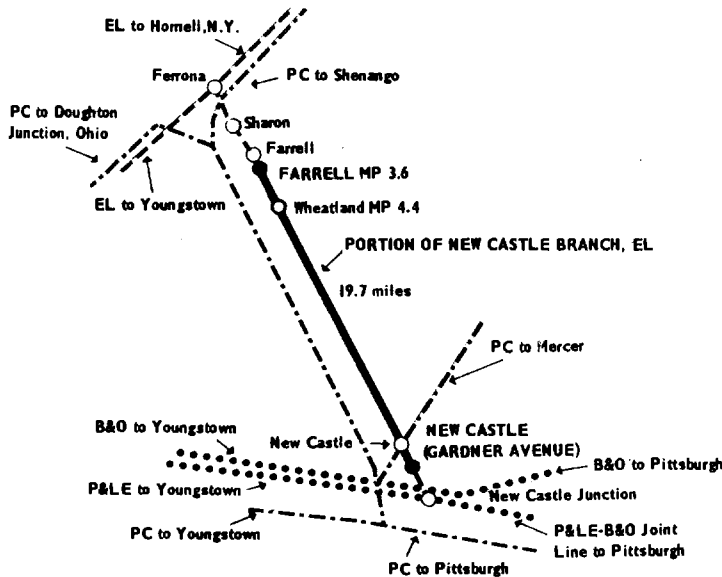 EL to Hornell, N.Y.
Ferrona
PC to Shenango
PC to Doughton
Junction, Ohio
Sharon
Farrell
FARRELL MP 3.6
EL to Youngstown
Wheatland MP 4.4
PORTION OF NEW CASTLE BRANCH, EL
19.7 miles
PC to Mercer
B&O to Youngstown
New Castle
NEW CASTLE
(GARDNER AVENUE)
B&O to Pittsburgh
P&LE to Youngstown
New Castle Junction
PC to Youngstown
P&LE-B&O Joint
Line to Pittsburgh
PC to Pittsburgh